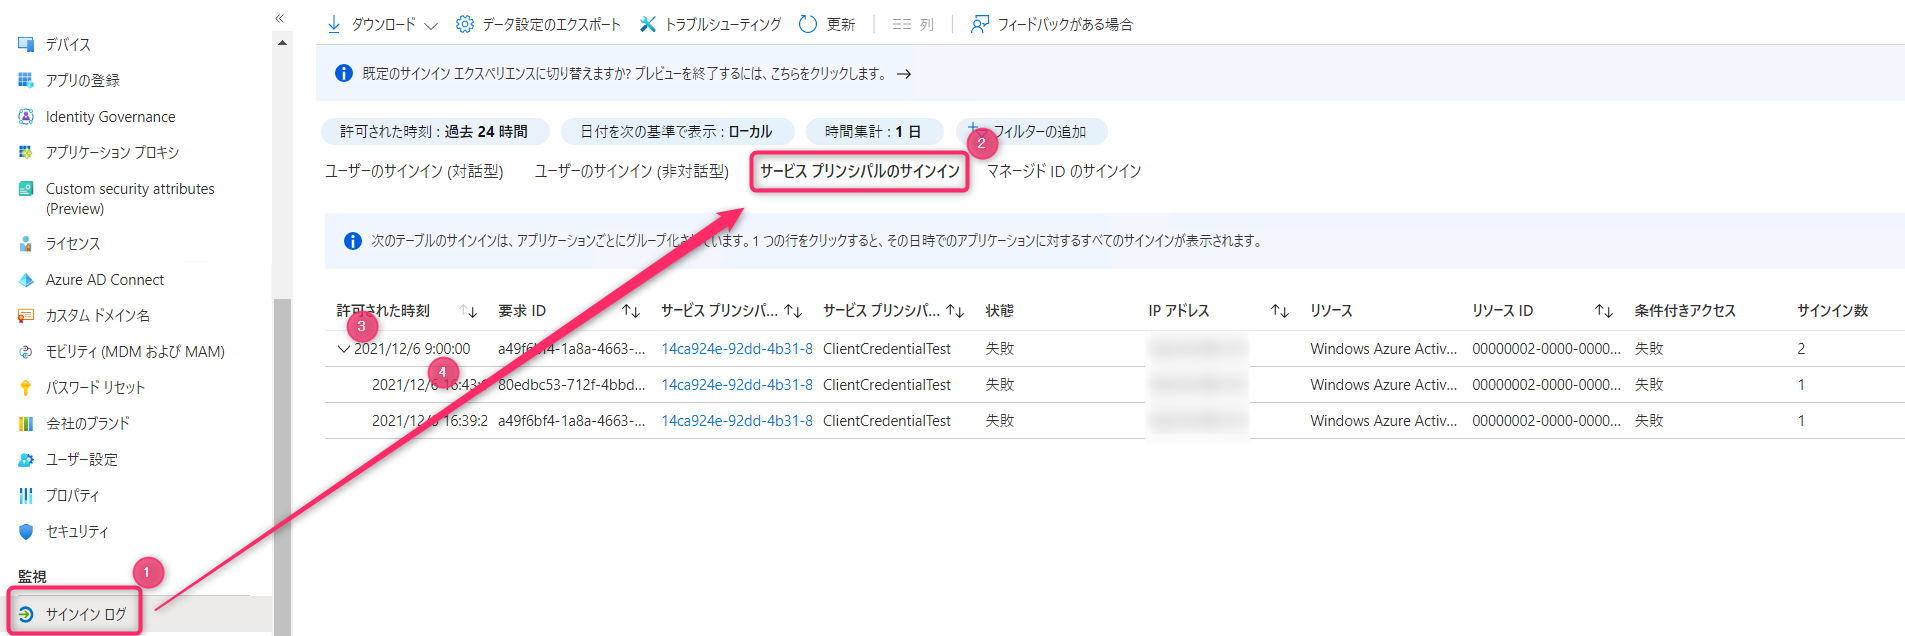 «
デバイス
アプリの登録
Identity Governance
アプリケーション プロキシ
Custom security attributes
(Preview)
ライセンス
Azure AD Connect
カスタム ドメイン名
モビリティ (MDM および MAM)
パスワード リセット
会社のブランド
ユーザー設定
プロパティ
セキュリティ
監視
1
サインイン ログ
ダウンロード データ設定のエクスポート トラブルシューティング 更新 列 フィードバックがある場合
既定のサインイン エクスペリエンスに切り替えますか? プレビューを終了するには、こちらをクリックします。 →
許可された時刻 : 過去 24 時間 日付を次の基準で表示 : ローカル 時間集計 : 1 日 フィルターの追加
2
ユーザーのサインイン (対話型) ユーザーのサインイン (非対話型) サービス プリンシパルのサインイン マネージド ID のサインイン
次のテーブルのサインインは、アプリケーションごとにグループ化されています。1 つの行をクリックすると、その日時でのアプリケーションに対するすべてのサインインが表示されます。
許可された時刻 ↑↓ 要求 ID ↑↓ サービス プリンシパ... ↑↓ サービス プリンシパ... ↑↓ 状態 IP アドレス ↑↓ リソース リソース ID ↑↓ 条件付きアクセス サインイン数
3
2021/12/6 9:00:00 a49f6bf4-1a8a-4663-... 14ca924e-92dd-4b31-8 ClientCredentialTest 失敗 Windows Azure Activ... 00000002-0000-0000... 失敗 2
4
2021/12/6 16:43: 80edbc53-712f-4bbd... 14ca924e-92dd-4b31-8 ClientCredentialTest 失敗 Windows Azure Activ... 00000002-0000-0000... 失敗 1
2021/12/6 16:39:2 a49f6bf4-1a8a-4663-... 14ca924e-92dd-4b31-8 ClientCredentialTest 失敗 Windows Azure Activ... 00000002-0000-0000... 失敗 1